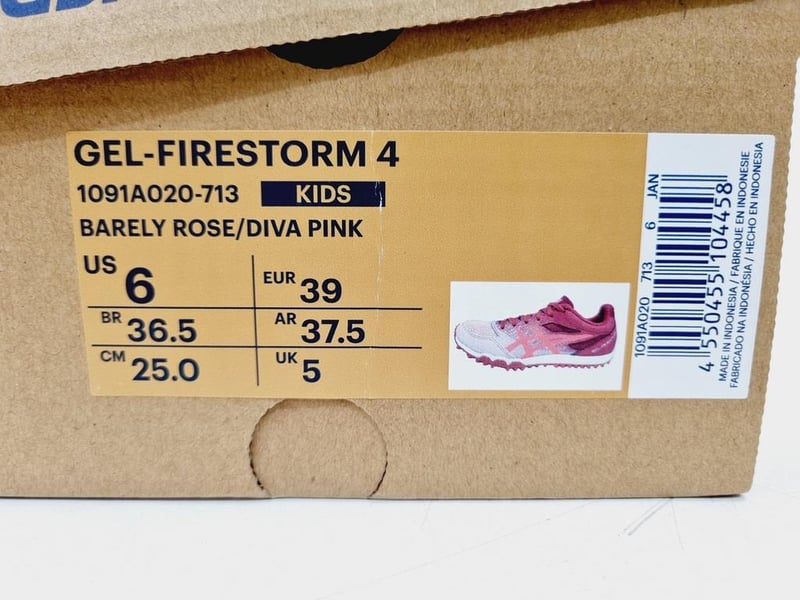 GEL-FIRESTORM 4
1091A020-713 KIDS
BARELY ROSE/DIVA PINK
US 6
EUR 39
BR 36.5
AR 37.5
CM 25.0
UK 5
1091A020 713 6 JAN
4 550455 104458
MADE IN INDONESIA / FABRIQUE EN INDONESIE
FABRICADO NA INDONÉSIA / HECHO EN INDONESIA